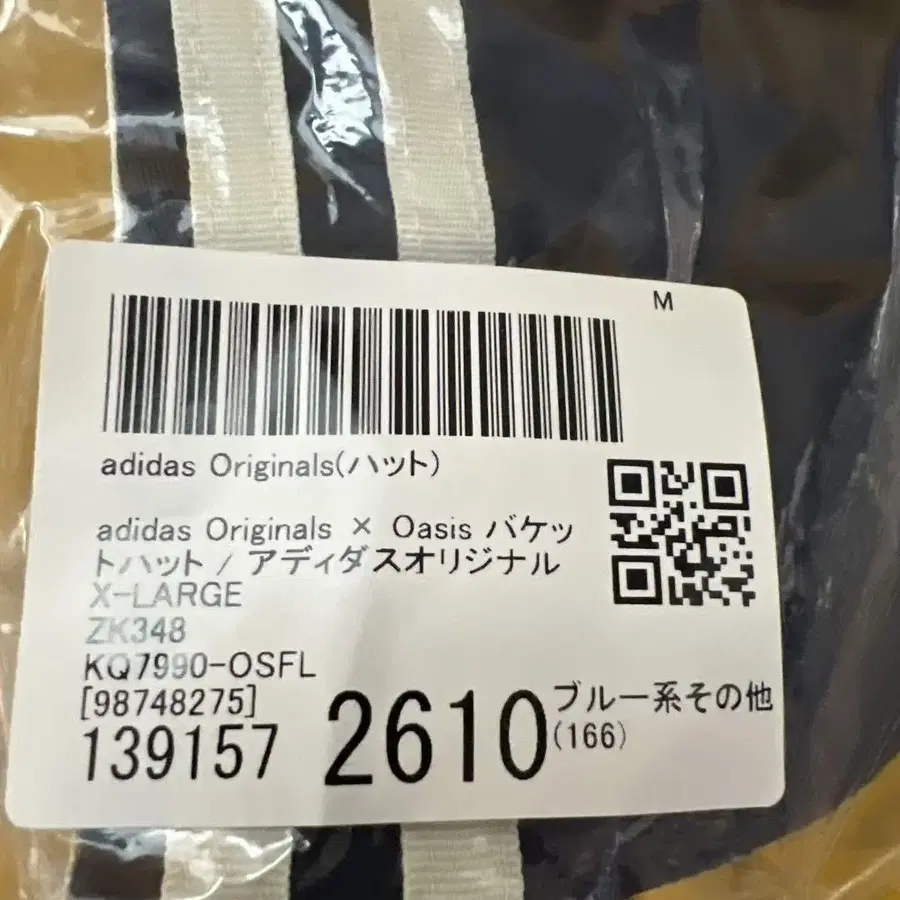 M
adidas Originals(ハット)
adidas Originals × Oasis バケッ
トハット / アディダスオリジナル
X-LARGE
ZK348
KQ7990-OSFL
[98748275]
139157 2610 ブルー系その他
(166)